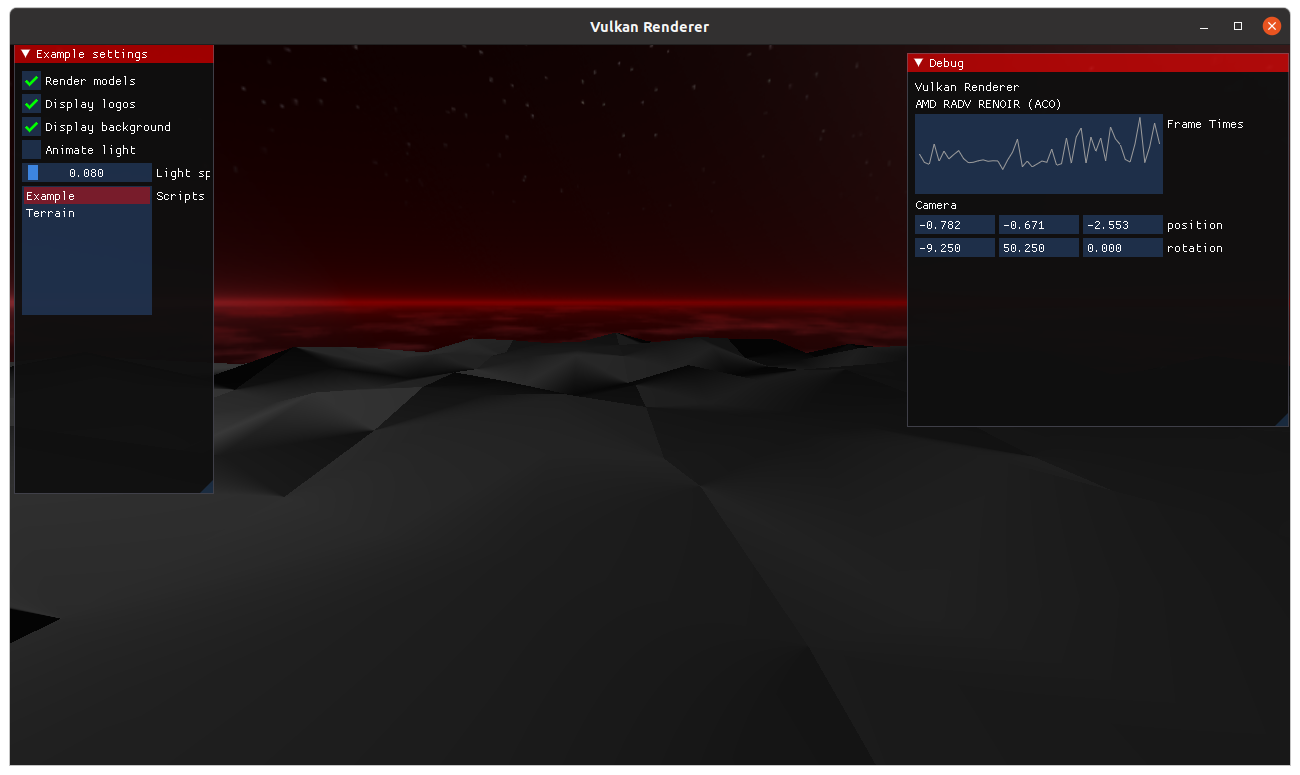 Vulkan Renderer
Example settings
Render models
Display logos
Display background
Animate light
0.080 Light sp
Example
Terrain
Scripts
Debug
Vulkan Renderer
AMD RADV RENOIR (ACO)
Frame Times
Camera
-0.782 -0.671 -2.553 position
-9.250 50.250 0.000 rotation